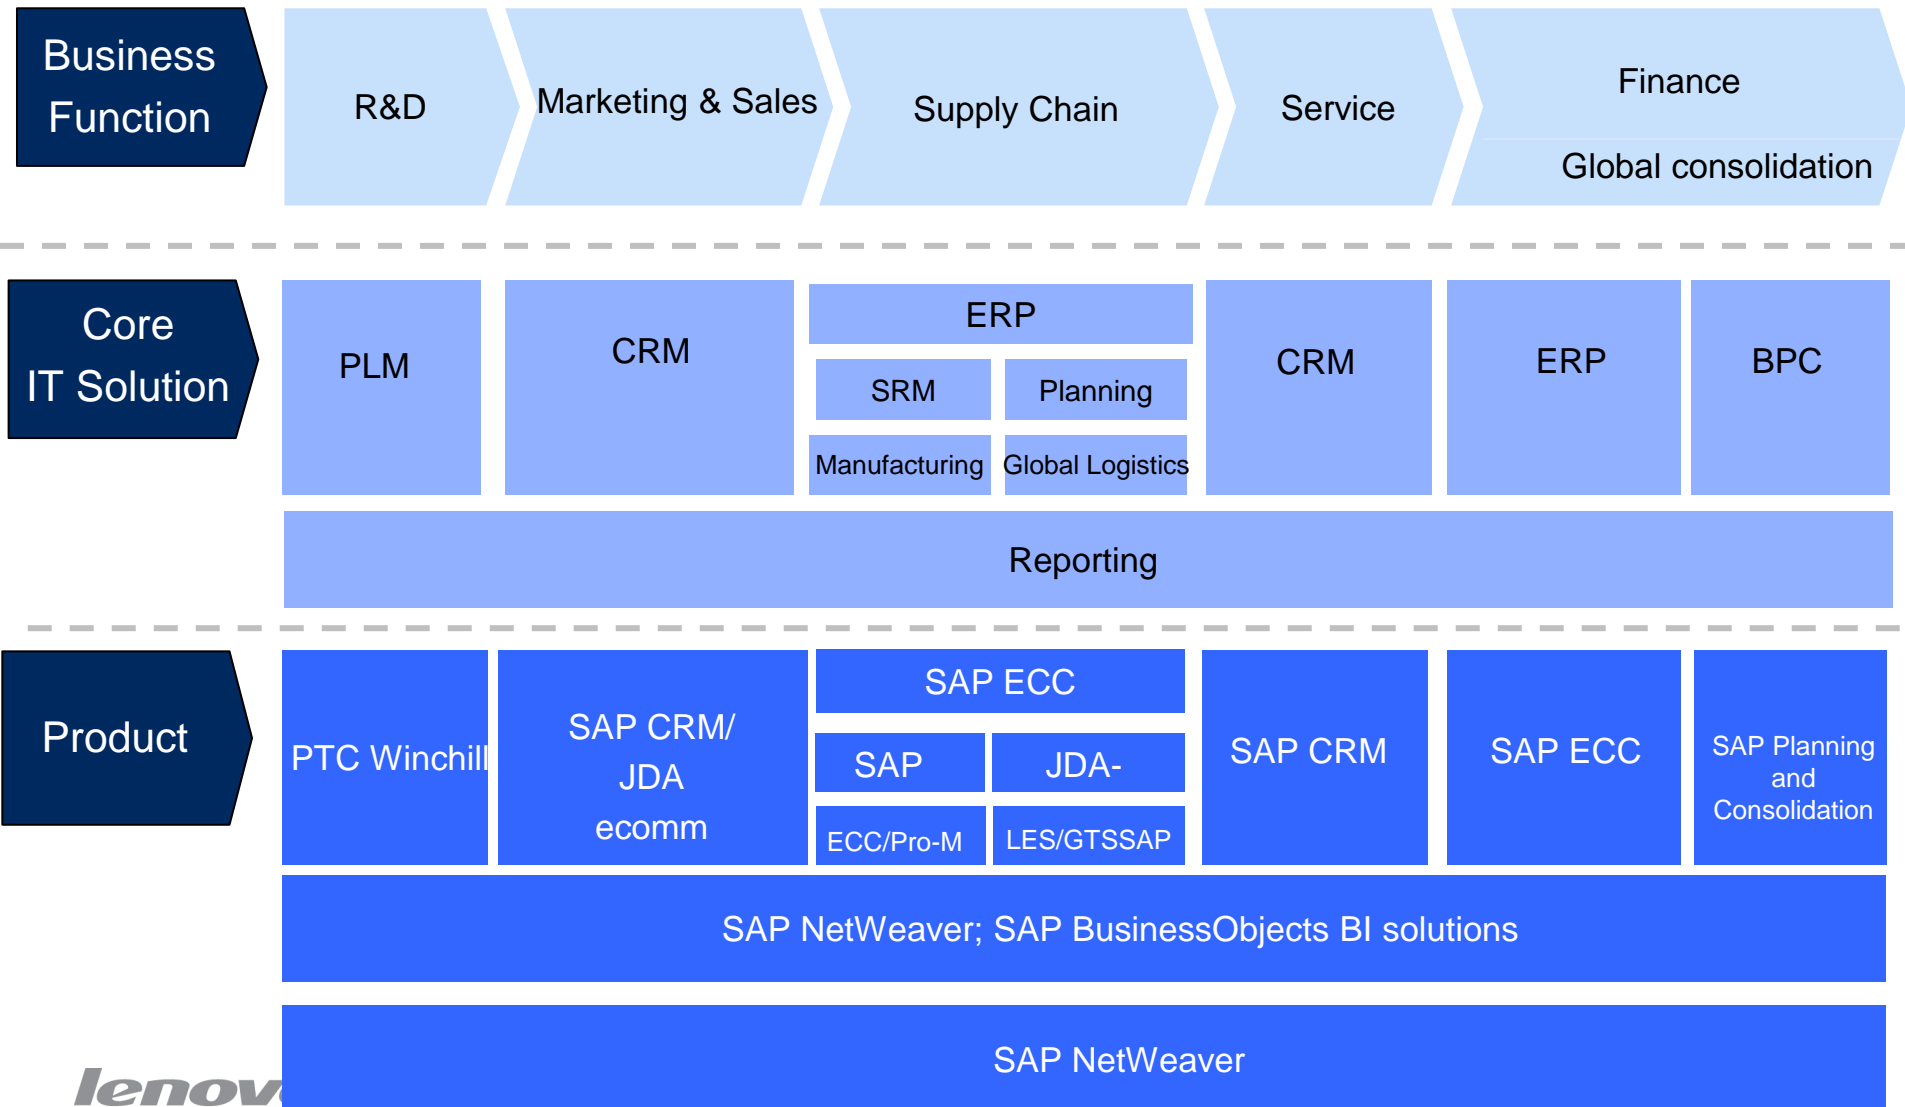 Business
Function
R&D
Marketing & Sales
Supply Chain
Service
Finance
Global consolidation
Core
IT Solution
PLM
CRM
ERP
SRM
Planning
Manufacturing
Global Logistics
CRM
ERP
BPC
Reporting
Product
PTC Winchill
SAP CRM/
JDA
ecomm
SAP ECC
SAP
JDA-
ECC/Pro-M
LES/GTSSAP
SAP CRM
SAP ECC
SAP Planning
and
Consolidation
SAP NetWeaver; SAP BusinessObjects BI solutions
SAP NetWeaver
lenov